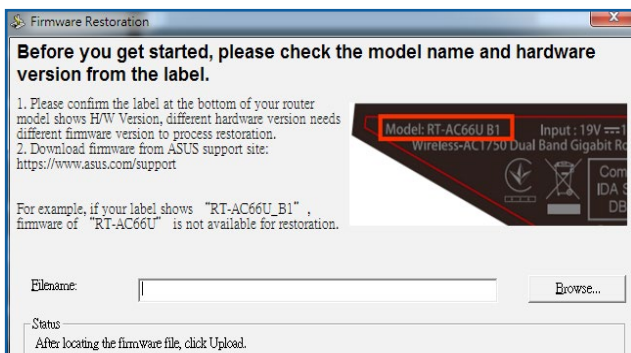 Firmware Restoration
Before you get started, please check the model name and hardware
version from the label.
1. Please confirm the label at the bottom of your router
model shows H/W Version, different hardware version needs
different firmware version to process restoration.
2. Download firmware from ASUS support site:
https://www.asus.com/support
For example, if your label shows “RT-AC66U_B1”,
firmware of “RT-AC66U” is not available for restoration.
Model: RT-AC66U B1 Input : 19V
Wireless-AC1750 Dual Band Gigabit
Com
IDA
DB
Filename:
Browse...
Status
After locating the firmware file, click Upload.